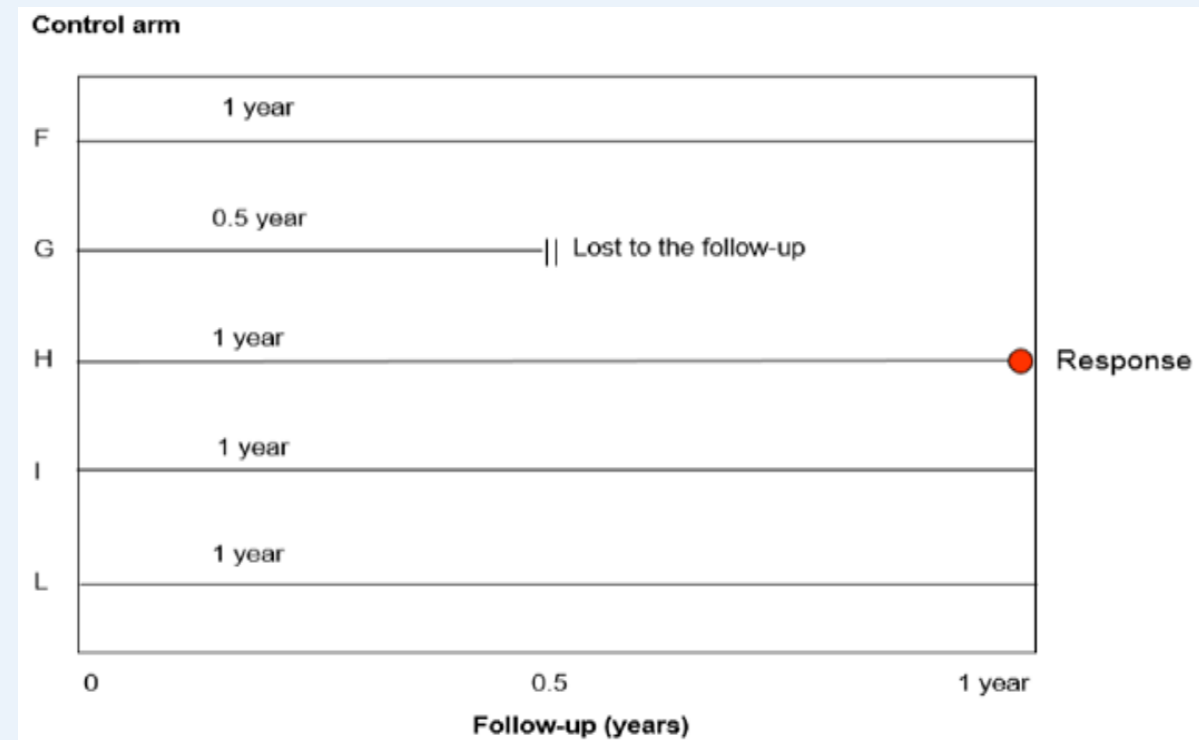 Control arm
1 year
F
0.5 year
G
Lost to the follow-up
1 year
H
Response
1 year
I
1 year
L
0 0.5 1 year
Follow-up (years)